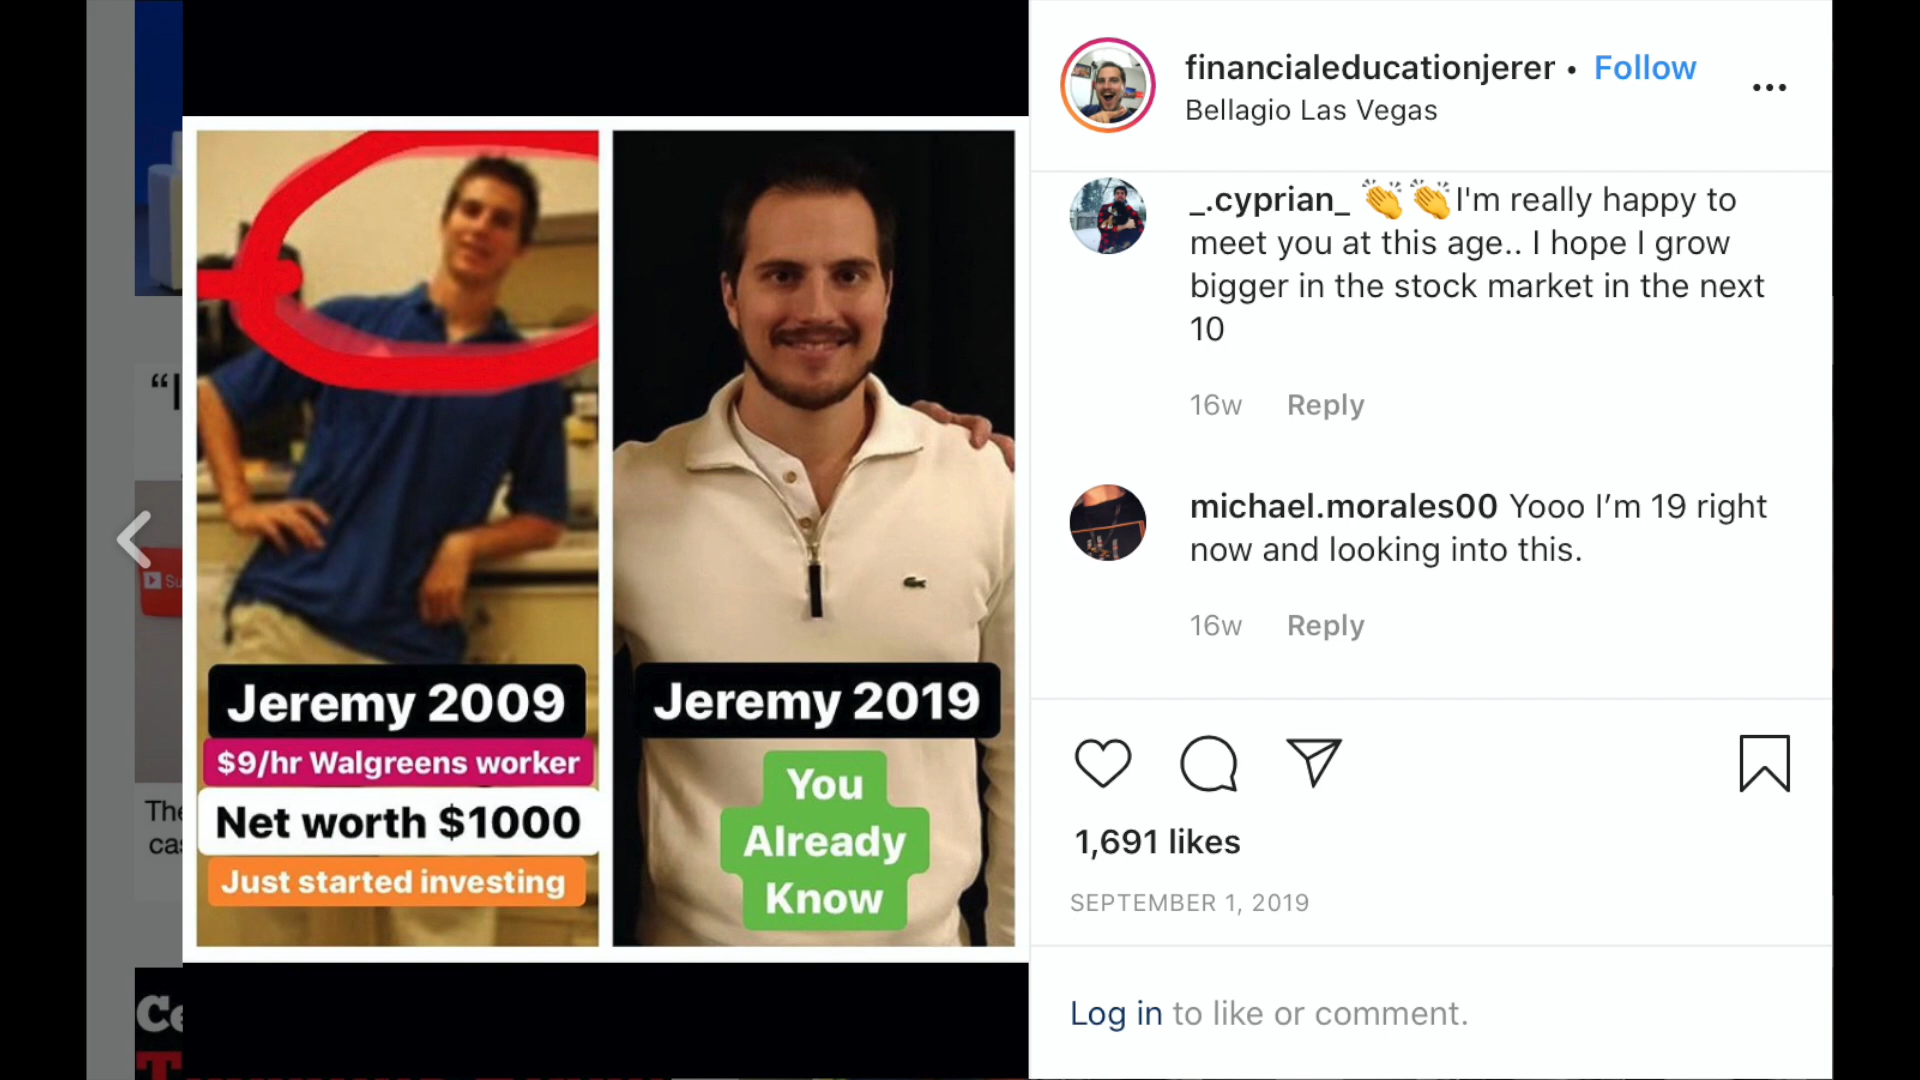 financialeducationjerer • Follow
Bellagio Las Vegas
_.cyprian_ 👏👏I'm really happy to
meet you at this age.. I hope I grow
bigger in the stock market in the next
10
16w Reply
michael.morales00 Yooo I’m 19 right
now and looking into this.
16w Reply
1,691 likes
SEPTEMBER 1, 2019
Log in to like or comment.
Jeremy 2009
$9/hr Walgreens worker
Net worth $1000
Just started investing
Jeremy 2019
You
Already
Know